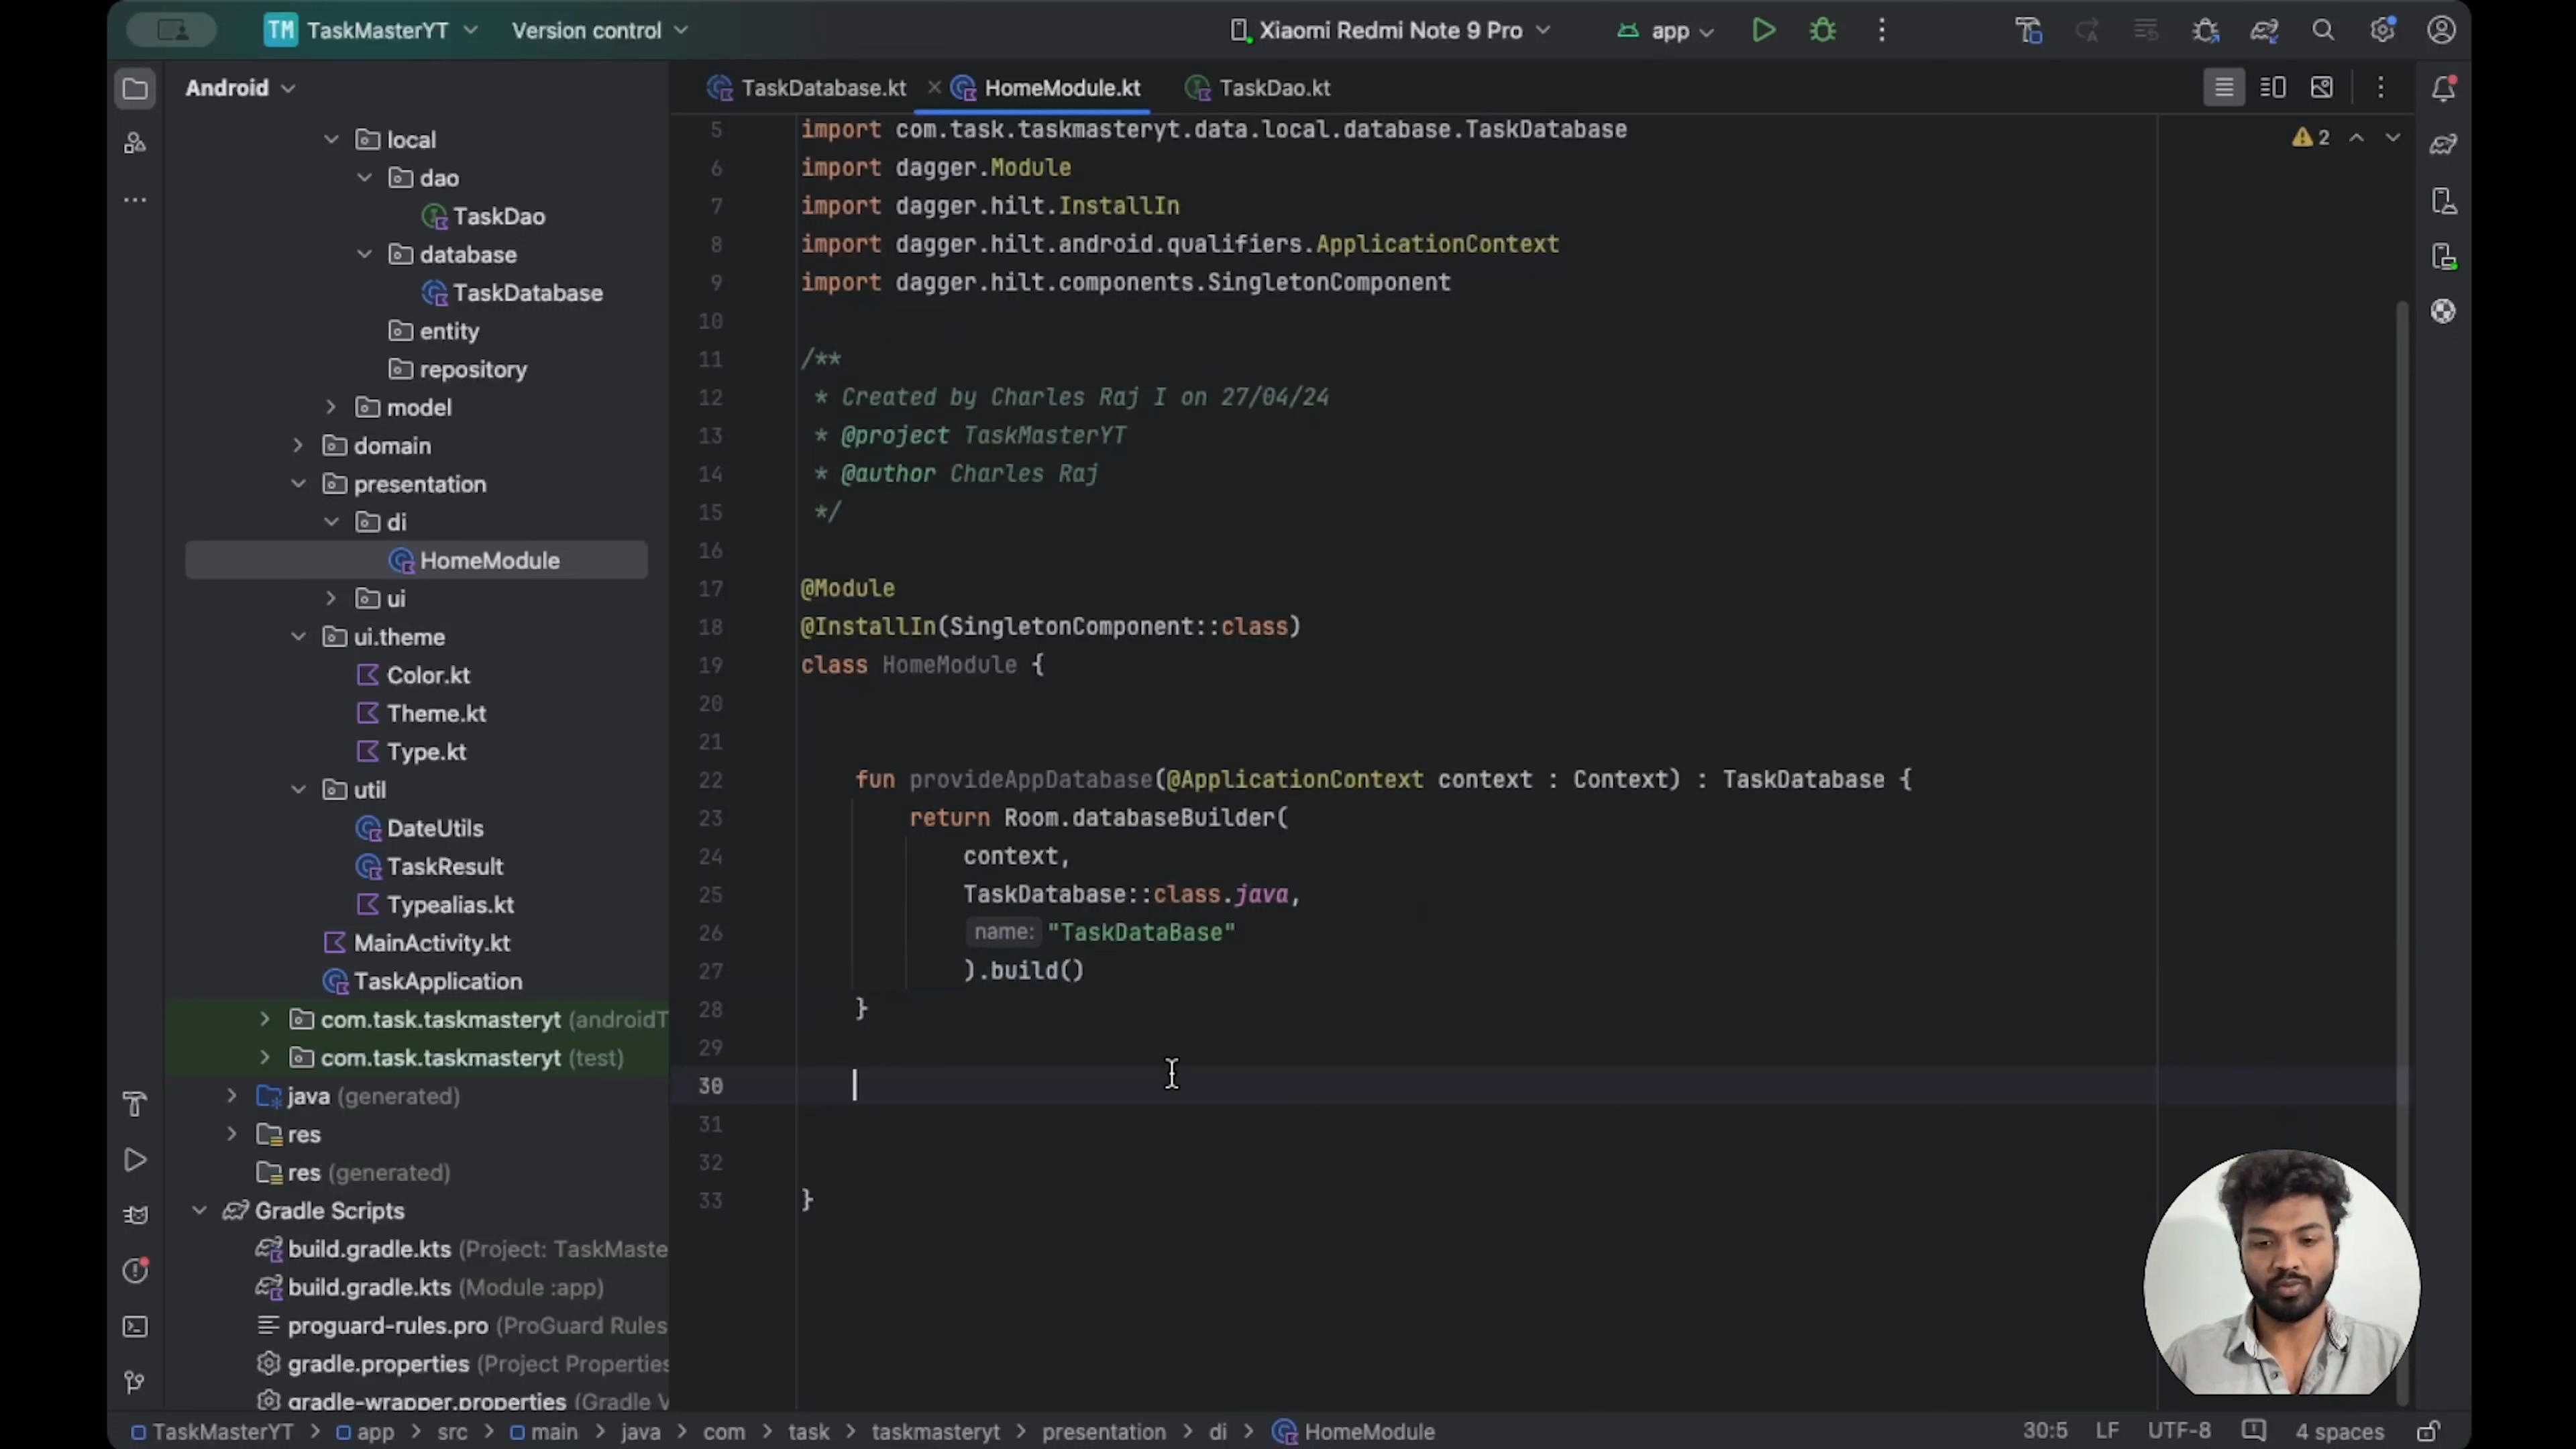 TM TaskMasterYT Version control Xiaomi Redmi Note 9 Pro app
Android
TaskDatabase.kt HomeModule.kt TaskDao.kt
local
dao
TaskDao
database
TaskDatabase
entity
repository
model
domain
presentation
di
HomeModule
ui
ui.theme
Color.kt
Theme.kt
Type.kt
util
DateUtils
TaskResult
Typealias.kt
MainActivity.kt
TaskApplication
com.task.taskmasteryt (androidT
com.task.taskmasteryt (test)
java (generated)
res
res (generated)
Gradle Scripts
build.gradle.kts (Project: TaskMaste
build.gradle.kts (Module :app)
proguard-rules.pro (ProGuard Rules
gradle.properties (Project Properties
gradle-wrapper.properties (Gradle V
2
5 import com.task.taskmasteryt.data.local.database.TaskDatabase
6 import dagger.Module
7 import dagger.hilt.InstallIn
8 import dagger.hilt.android.qualifiers.ApplicationContext
9 import dagger.hilt.components.SingletonComponent
10
11 /**
12 * Created by Charles Raj I on 27/04/24
13 * @project TaskMasterYT
14 * @author Charles Raj
15 */
16
17 @Module
18 @InstallIn(SingletonComponent::class)
19 class HomeModule {
20
21
22 fun provideAppDatabase(@ApplicationContext context : Context) : TaskDatabase {
23 return Room.databaseBuilder(
24 context,
25 TaskDatabase::class.java,
26 name: "TaskDataBase"
27 ).build()
28 }
29
30
31
32
33 }
TaskMasterYT > app > src > main > java > com > task > taskmasteryt > presentation > di > HomeModule
30:5 LF UTF-8 4 spaces